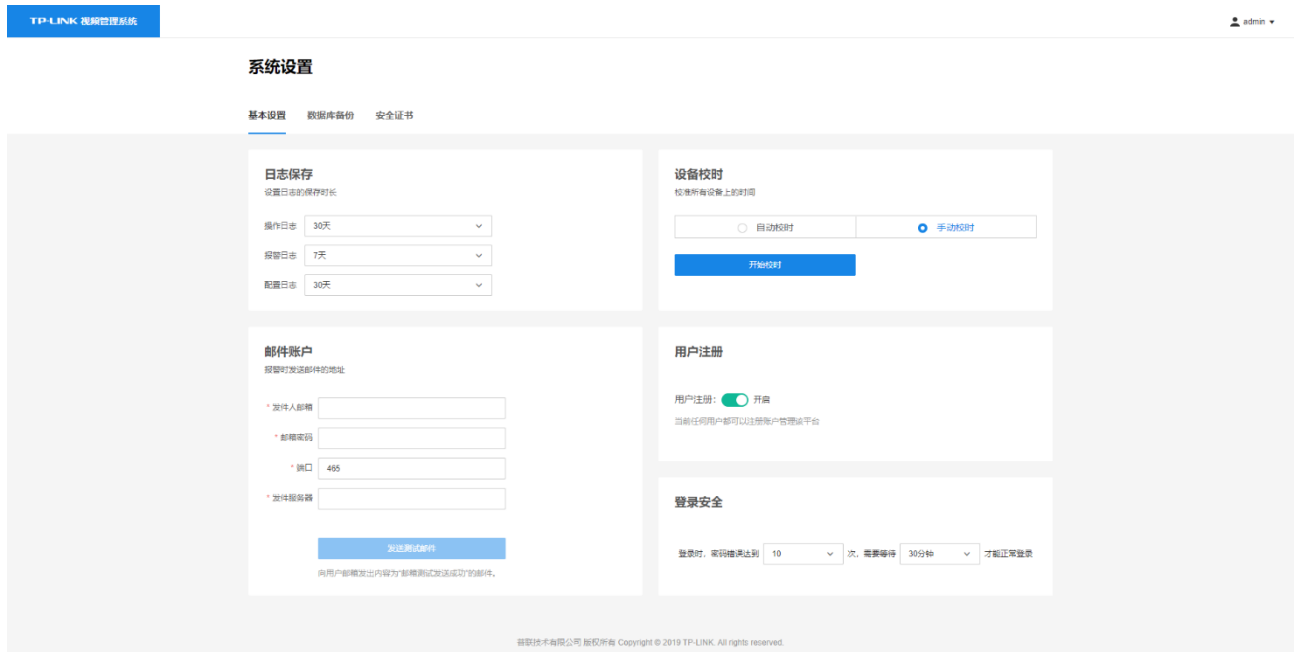 TP-LINK 视频管理系统
admin
系统设置
基本设置 数据库备份 安全证书
日志保存
设置日志的保存时长
操作日志 30天
报警日志 7天
配置日志 30天
设备校时
校准所有设备上的时间
自动校时 手动校时
开始校时
邮件账户
报警时发送邮件的地址
* 发件人邮箱
* 邮箱密码
* 端口 465
* 发件服务器
发送测试邮件
向用户邮箱发出内容为“邮箱测试发送成功”的邮件。
用户注册
用户注册: 开启
当前任何用户都可以注册账户管理该平台
登录安全
登录时，密码错误达到 10 次，需要等待 30分钟 才能正常登录
普联技术有限公司 版权所有 Copyright © 2019 TP-LINK. All rights reserved.